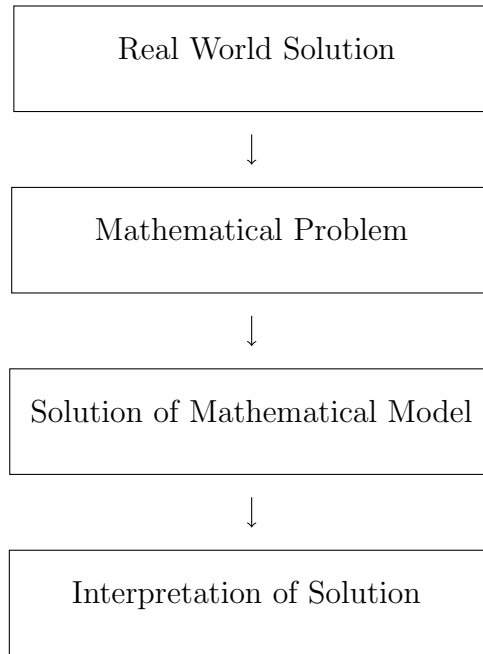 Real World Solution
Mathematical Problem
Solution of Mathematical Model
Interpretation of Solution